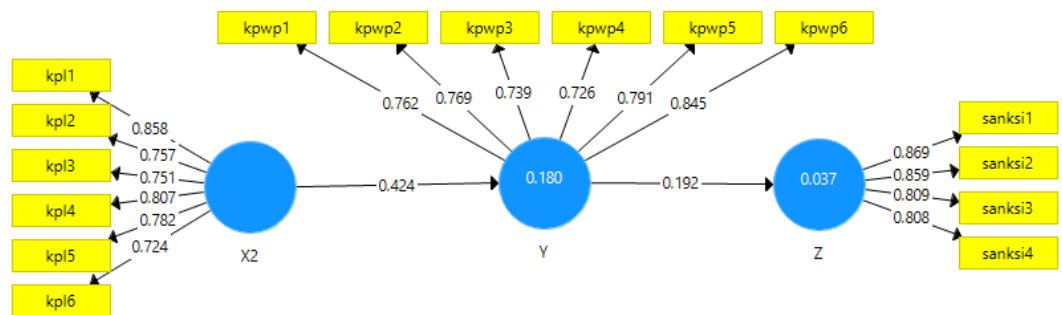 kpwp1 kpwp2 kpwp3 kpwp4 kpwp5 kpwp6
0.762 0.769 0.739 0.726 0.791 0.845
kpl1
kpl2
kpl3
kpl4
kpl5
kpl6
0.858
0.757
0.751
0.807
0.782
0.724
X2
0.424
0.180
Y
0.192
0.037
Z
0.869
0.859
0.809
0.808
sanksi1
sanksi2
sanksi3
sanksi4